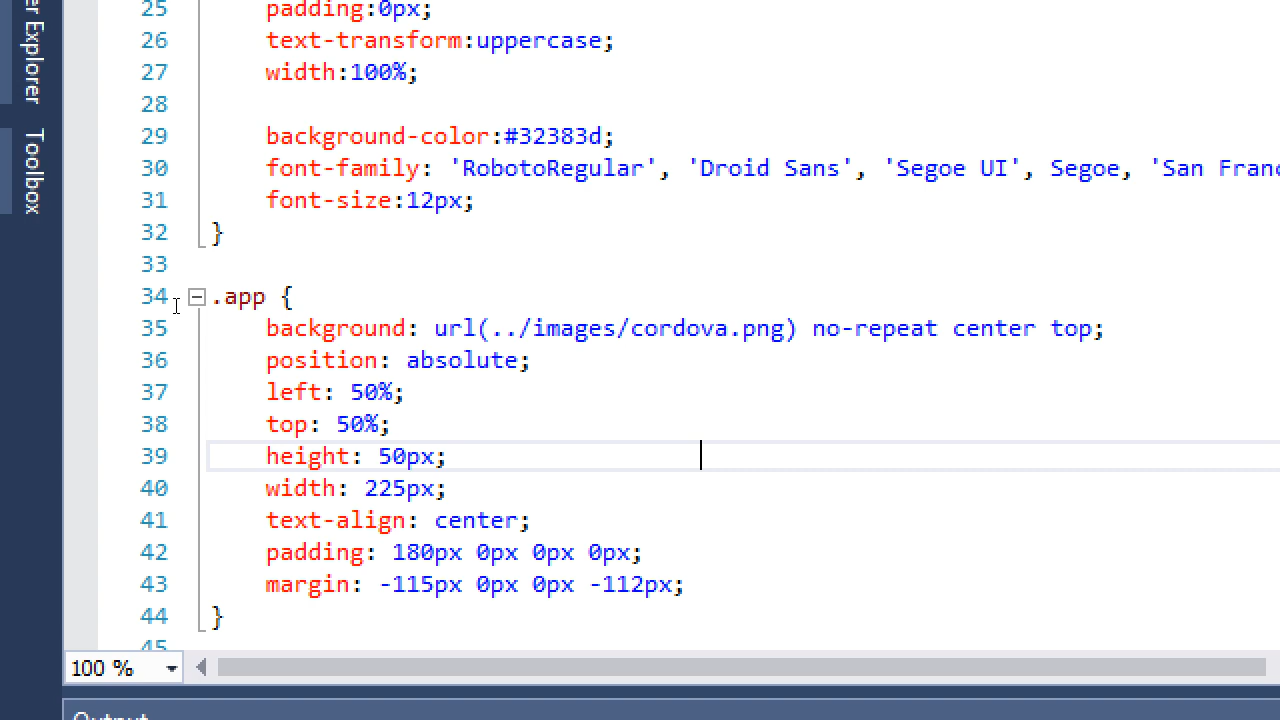 er Explorer
Toolbox
25 padding:0px;
26 text-transform:uppercase;
27 width:100%;
28
29 background-color:#32383d;
30 font-family: 'RobotoRegular', 'Droid Sans', 'Segoe UI', Segoe, 'San Franc
31 font-size:12px;
32 }
33
34 .app {
35 background: url(../images/cordova.png) no-repeat center top;
36 position: absolute;
37 left: 50%;
38 top: 50%;
39 height: 50px;
40 width: 225px;
41 text-align: center;
42 padding: 180px 0px 0px 0px;
43 margin: -115px 0px 0px -112px;
44 }
45
100 %
Output